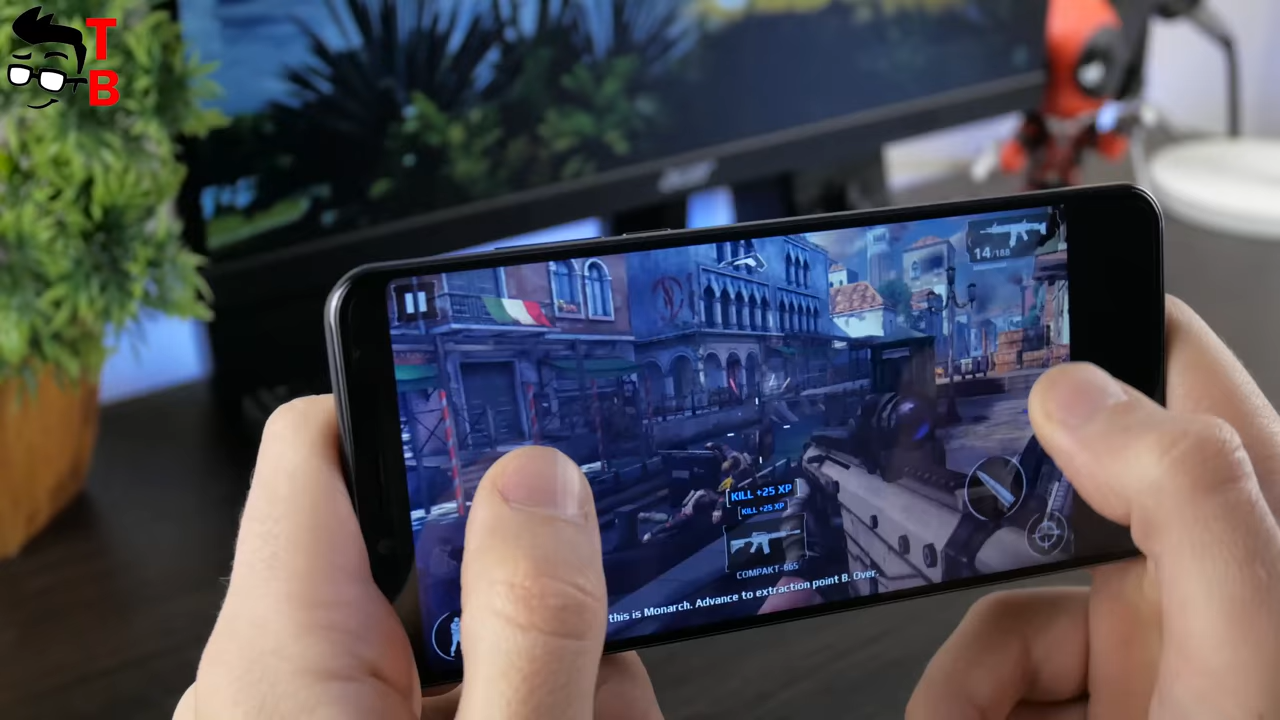 T
B
14/188
KILL +25 XP
KILL +25 XP
COMPAKT-665
this is Monarch. Advance to extraction point B. Over.